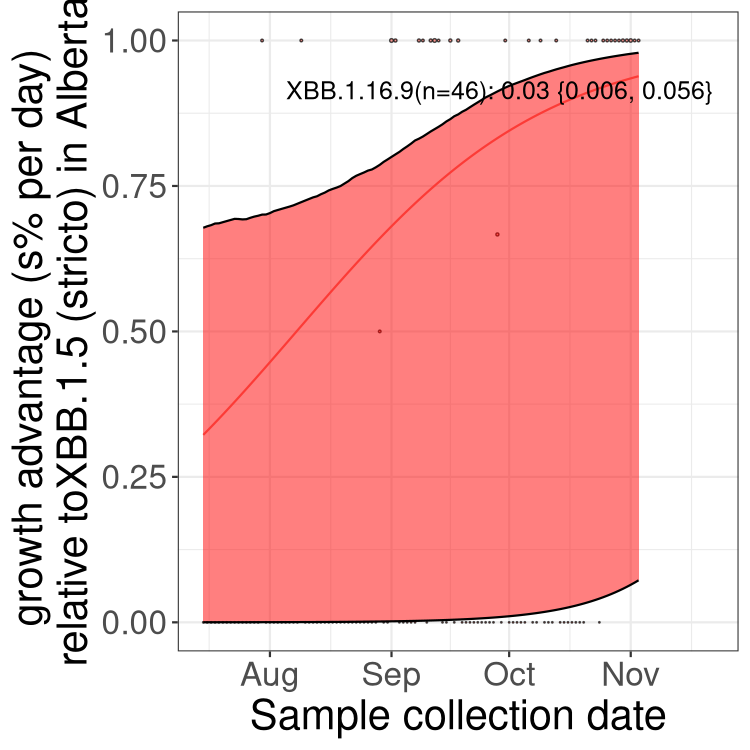 growth advantage (s% per day)
relative toXBB.1.5 (stricto) in Alberta
1.00
0.75
0.50
0.25
0.00
XBB.1.16.9(n=46): 0.03 {0.006, 0.056}
Aug Sep Oct Nov
Sample collection date